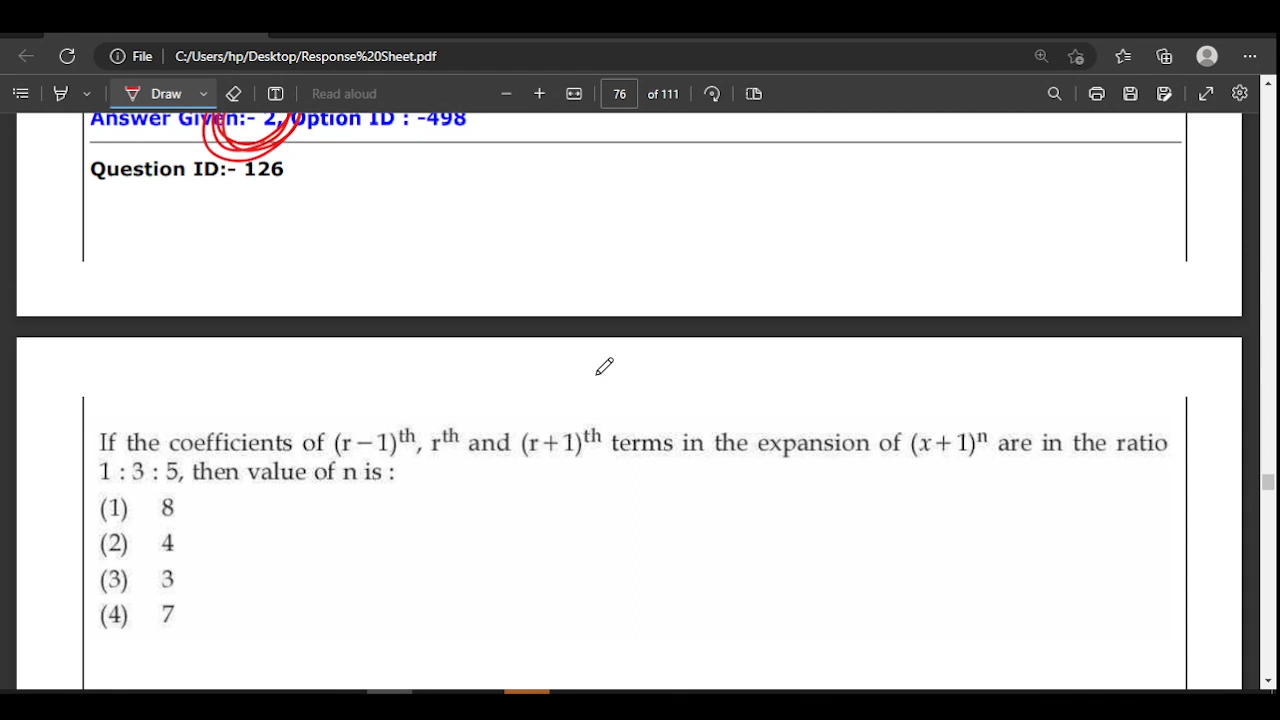 File C:/Users/hp/Desktop/Response%20Sheet.pdf
Draw Read aloud 76 of 111
Answer Given:- 2, Option ID : -498
Question ID:- 126
If the coefficients of (r−1)th, rth and (r+1)th terms in the expansion of (x+1)n are in the ratio
1 : 3 : 5, then value of n is :
(1) 8
(2) 4
(3) 3
(4) 7